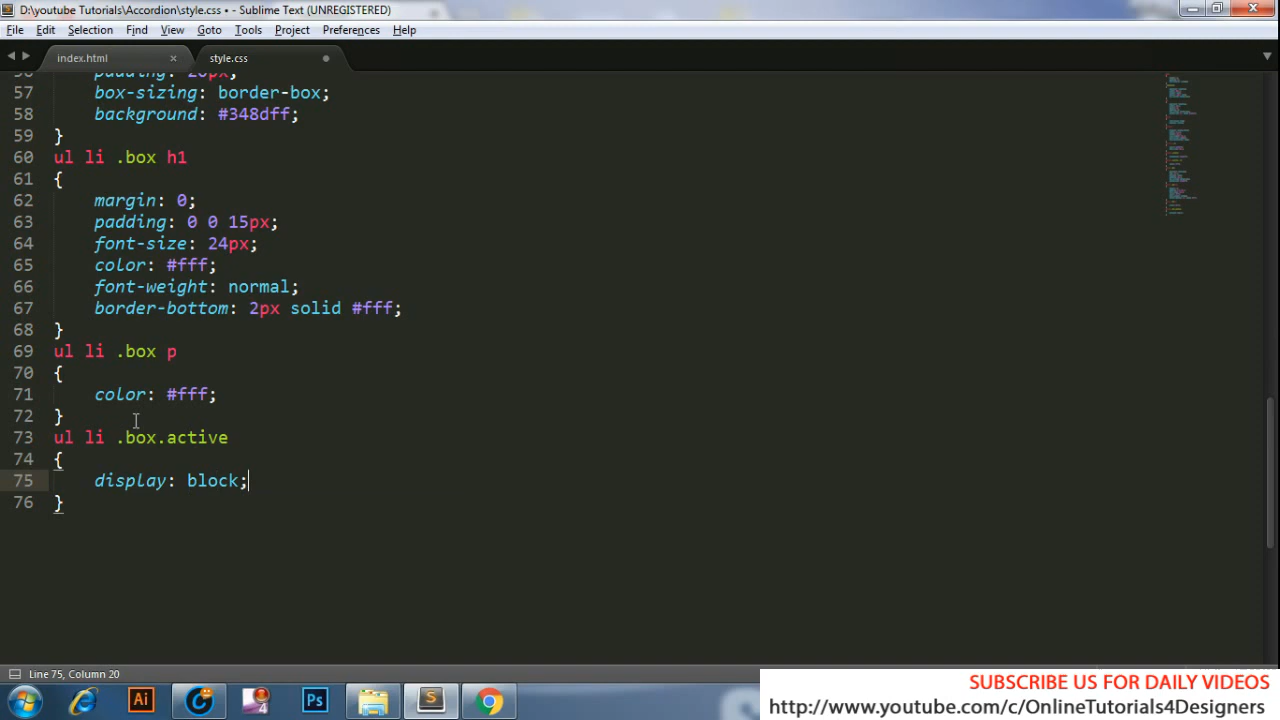 D:\youtube Tutorials\Accordion\style.css • - Sublime Text (UNREGISTERED)
File Edit Selection Find View Goto Tools Project Preferences Help
index.html × style.css
padding: 20px;
57 box-sizing: border-box;
58 background: #348dff;
59 }
60 ul li .box h1
61 {
62 margin: 0;
63 padding: 0 0 15px;
64 font-size: 24px;
65 color: #fff;
66 font-weight: normal;
67 border-bottom: 2px solid #fff;
68 }
69 ul li .box p
70 {
71 color: #fff;
72 }
73 ul li .box.active
74 {
75 display: block;
76 }
Line 75, Column 20
Ai
Ps
SUBSCRIBE US FOR DAILY VIDEOS
http://www.youtube.com/c/OnlineTutorials4Designers